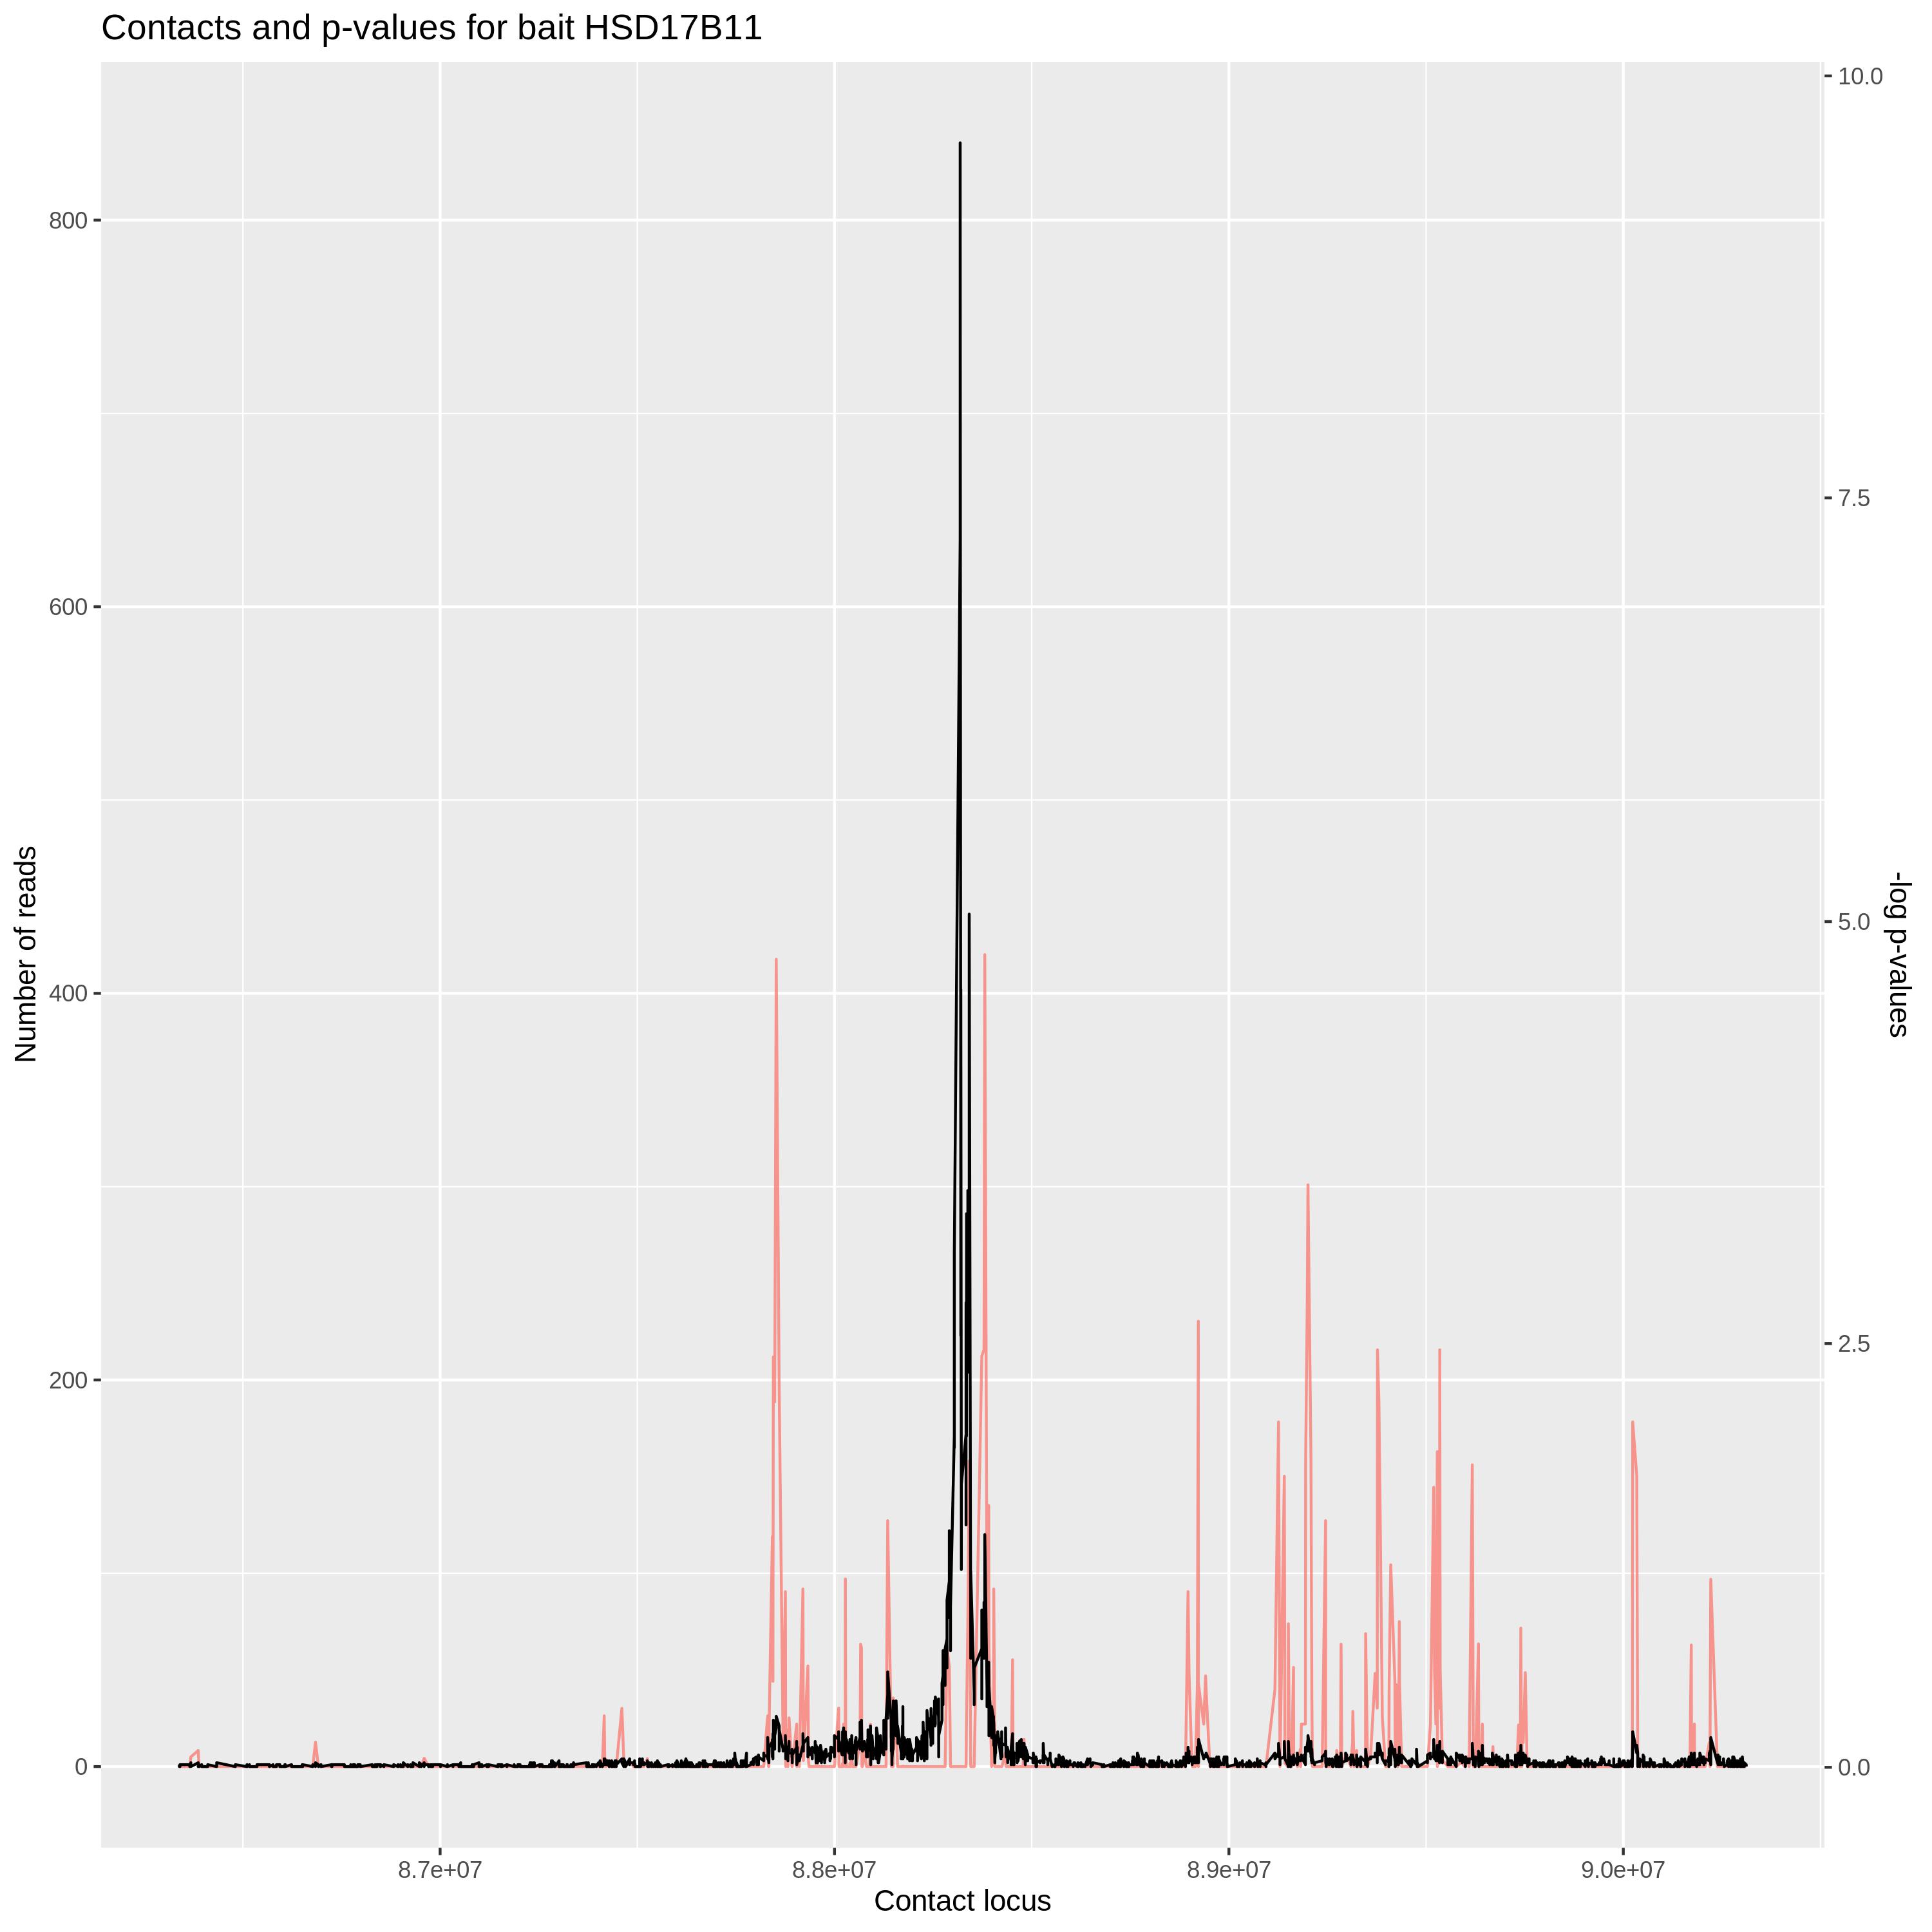 Contacts and p-values for bait HSD17B11
Number of reads
800
600
400
200
0
10.0
7.5
5.0
2.5
0.0
-log p-values
8.7e+07
8.8e+07
8.9e+07
9.0e+07
Contact locus